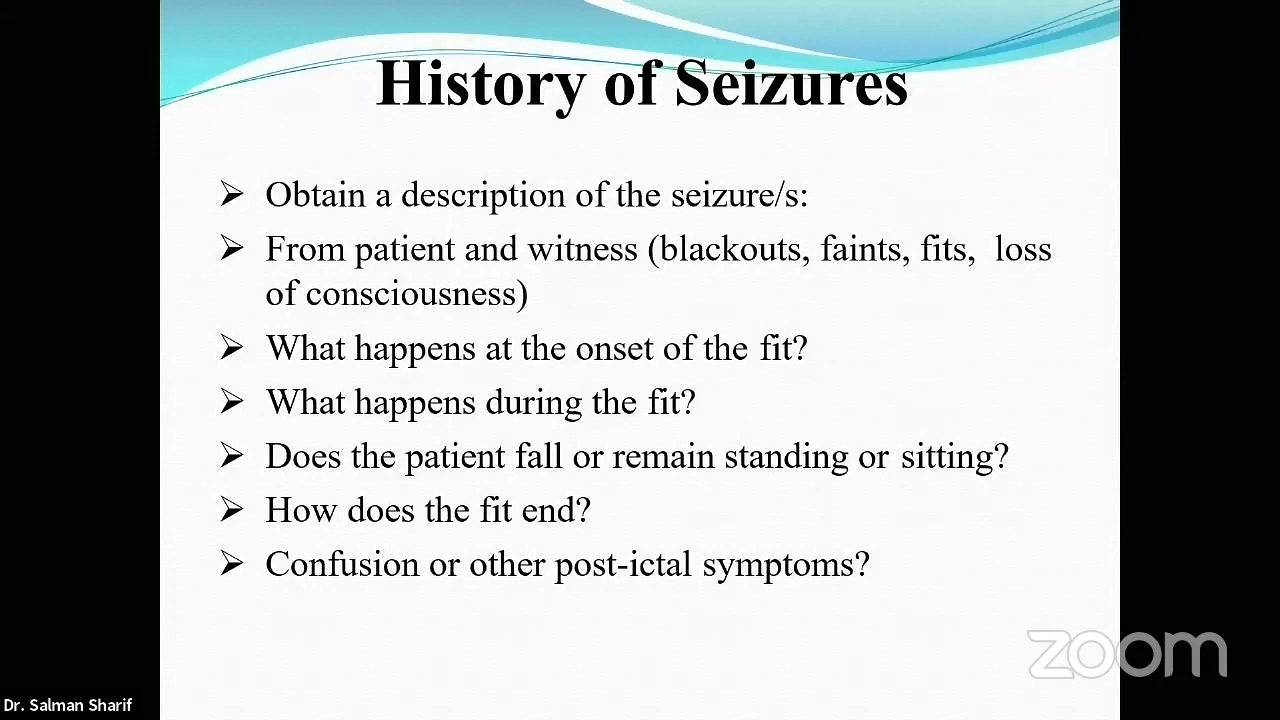 History of Seizures
Obtain a description of the seizure/s:
From patient and witness (blackouts, faints, fits, loss
of consciousness)
What happens at the onset of the fit?
What happens during the fit?
Does the patient fall or remain standing or sitting?
How does the fit end?
Confusion or other post-ictal symptoms?
zoom
Dr. Salman Sharif